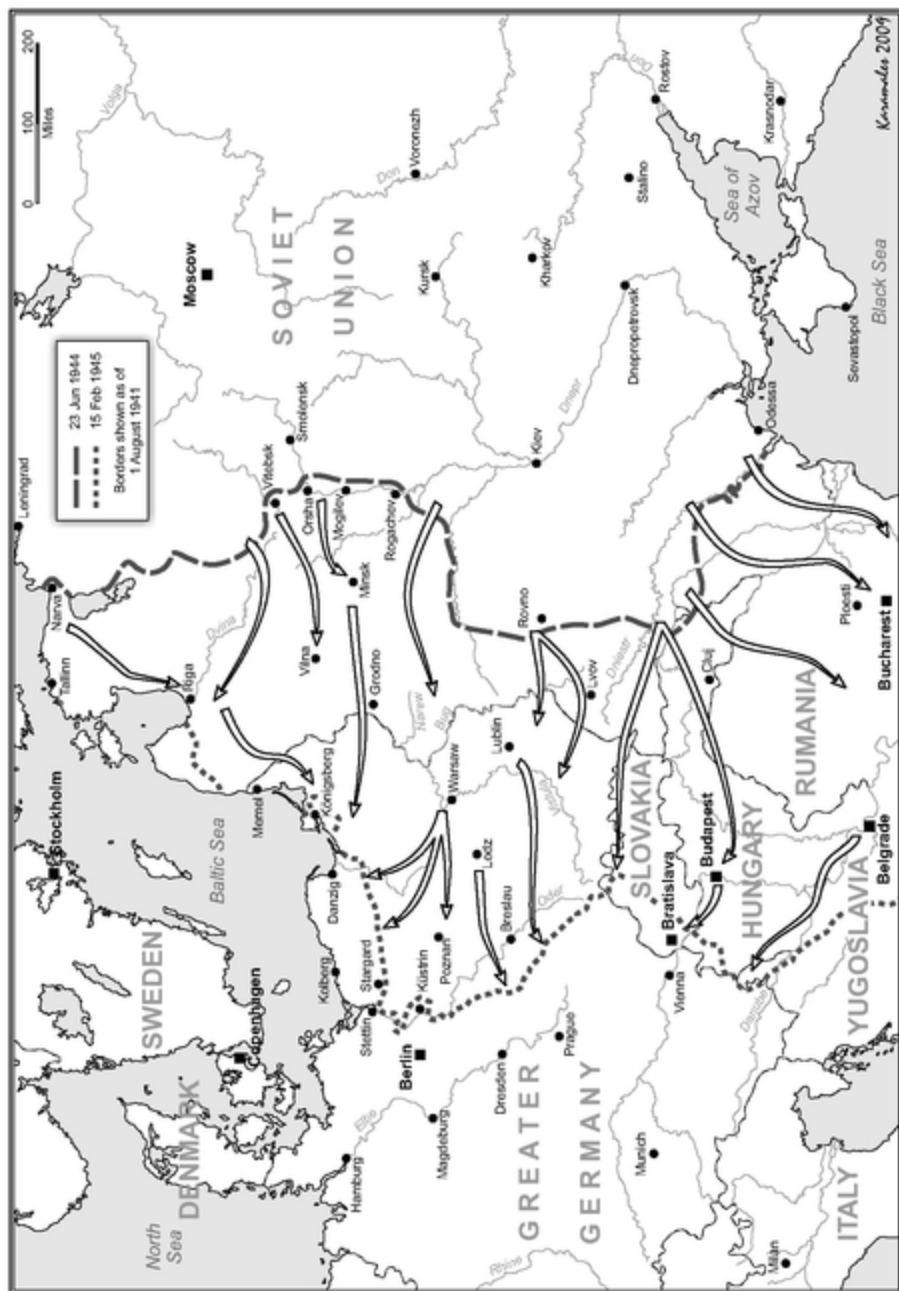 0
100
200
Miles
23 Jun 1944
15 Feb 1945
Borders shown as of
1 August 1941
North
Sea
DENMARK
SWEDEN
Copenhagen
Stockholm
Baltic Sea
Tallinn
Narva
Leningrad
Riga
Dvina
Volga
Moscow
SOVIET
UNION
Memel
Königsberg
Vilna
Vitebsk
Orsha
Smolensk
Mogilev
Minsk
Rogachev
Grodno
Hamburg
Elbe
Kolberg
Danzig
Stettin
Stargard
Küstrin
Berlin
Poznan
Magdeburg
Narew
Bug
Warsaw
Lodz
Lublin
Don
Voronezh
Kursk
Kharkov
Kiev
Dnepr
Rovno
Dresden
Breslau
Oder
Prague
GREATER
GERMANY
Lvov
Dniestr
Dnepropetrovsk
Stalino
Don
Rostov
Rhine
Munich
Vienna
Bratislava
SLOVAKIA
Budapest
HUNGARY
Cluj
Danube
RUMANIA
Odessa
Sea of
Azov
Krasnodar
Sevastopol
Black Sea
Milan
ITALY
YUGOSLAVIA
Belgrade
Ploesti
Bucharest
Karamales 2009